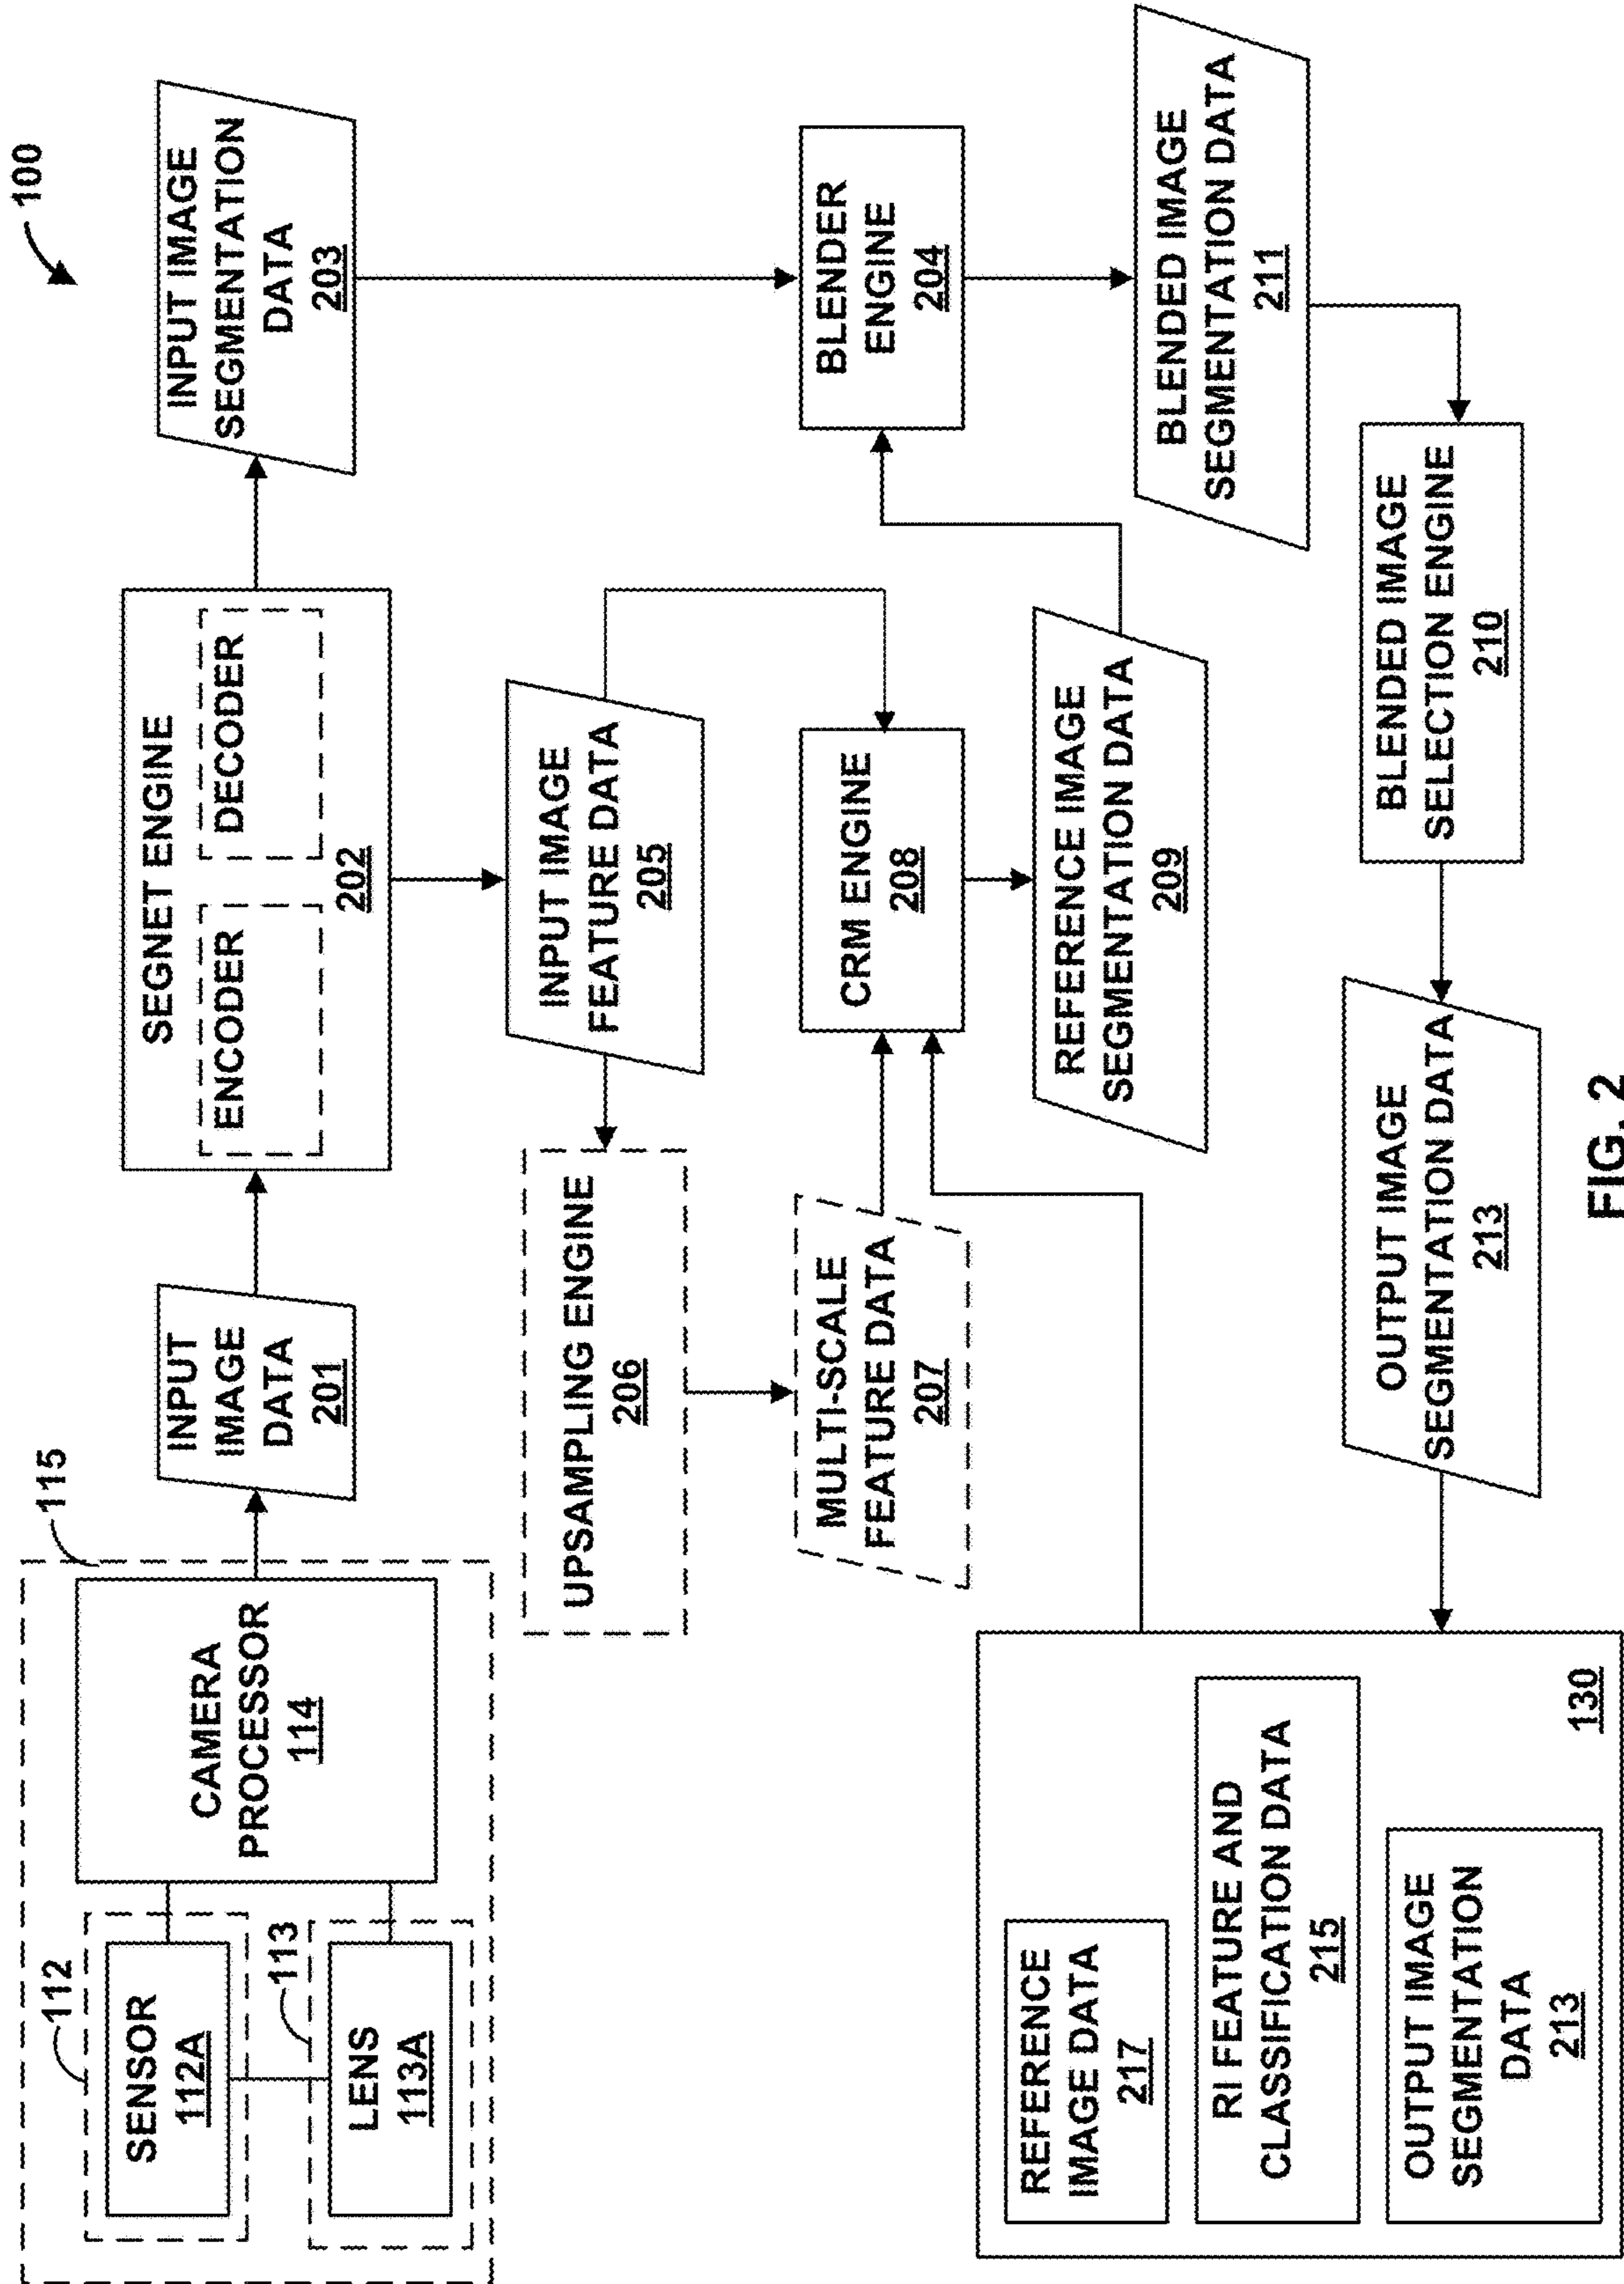 100
115
112
SENSOR
112A
113
LENS
113A
CAMERA
PROCESSOR
114
INPUT
IMAGE
DATA
201
SEGNET ENGINE
ENCODER
DECODER
202
INPUT IMAGE
SEGMENTATION
DATA
203
INPUT IMAGE
FEATURE DATA
205
UPSAMPLING ENGINE
206
MULTI-SCALE
FEATURE DATA
207
CRM ENGINE
208
BLENDER
ENGINE
204
REFERENCE IMAGE
SEGMENTATION DATA
209
BLENDED IMAGE
SEGMENTATION DATA
211
BLENDED IMAGE
SELECTION ENGINE
210
OUTPUT IMAGE
SEGMENTATION DATA
213
REFERENCE
IMAGE DATA
217
RI FEATURE AND
CLASSIFICATION DATA
215
OUTPUT IMAGE
SEGMENTATION
DATA
213
130
FIG. 2